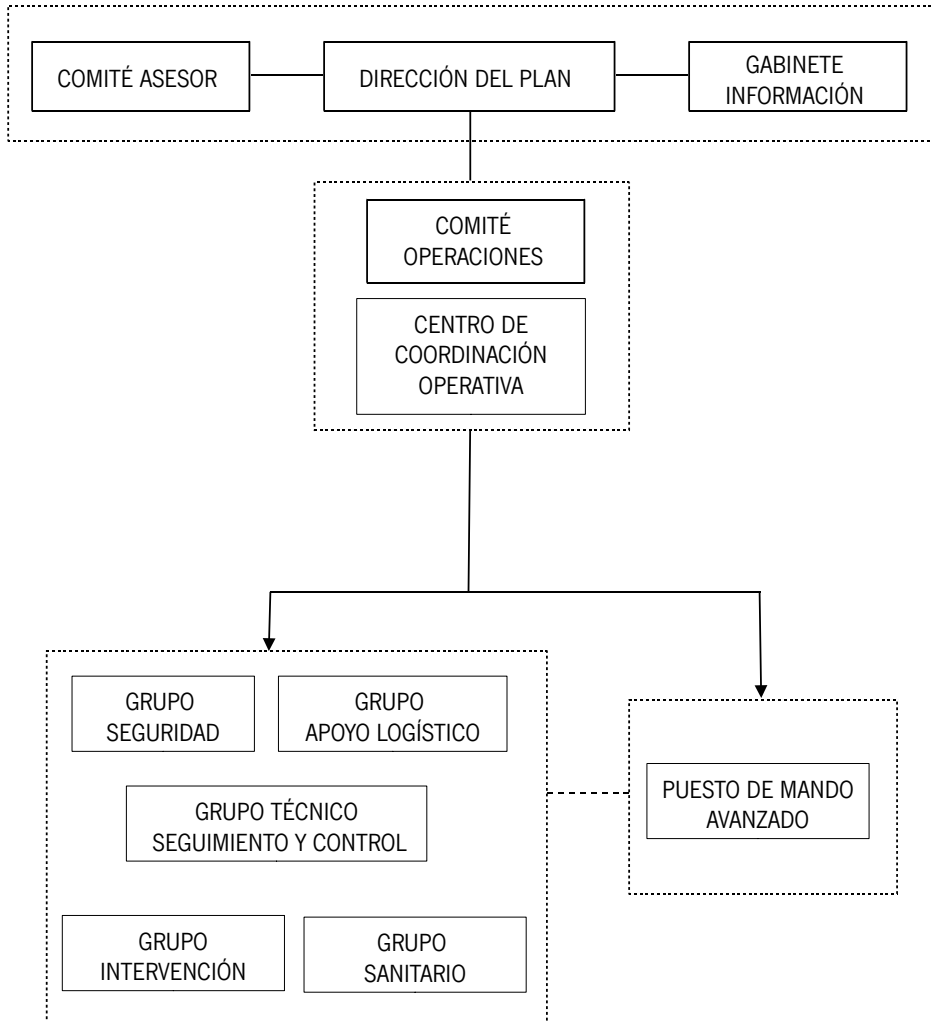 COMITÉ ASESOR
DIRECCIÓN DEL PLAN
GABINETE
INFORMACIÓN
COMITÉ
OPERACIONES
CENTRO DE
COORDINACIÓN
OPERATIVA
GRUPO
SEGURIDAD
GRUPO
APOYO LOGÍSTICO
GRUPO TÉCNICO
SEGUIMIENTO Y CONTROL
PUESTO DE MANDO
AVANZADO
GRUPO
INTERVENCIÓN
GRUPO
SANITARIO